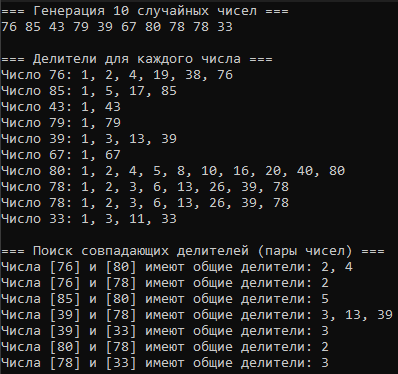 === Генерация 10 случайных чисел ===
76 85 43 79 39 67 80 78 78 33
=== Делители для каждого числа ===
Число 76: 1, 2, 4, 19, 38, 76
Число 85: 1, 5, 17, 85
Число 43: 1, 43
Число 79: 1, 79
Число 39: 1, 3, 13, 39
Число 67: 1, 67
Число 80: 1, 2, 4, 5, 8, 10, 16, 20, 40, 80
Число 78: 1, 2, 3, 6, 13, 26, 39, 78
Число 78: 1, 2, 3, 6, 13, 26, 39, 78
Число 33: 1, 3, 11, 33
=== Поиск совпадающих делителей (пары чисел) ===
Числа [76] и [80] имеют общие делители: 2, 4
Числа [76] и [78] имеют общие делители: 2
Числа [85] и [80] имеют общие делители: 5
Числа [39] и [78] имеют общие делители: 3, 13, 39
Числа [39] и [33] имеют общие делители: 3
Числа [80] и [78] имеют общие делители: 2
Числа [78] и [33] имеют общие делители: 3